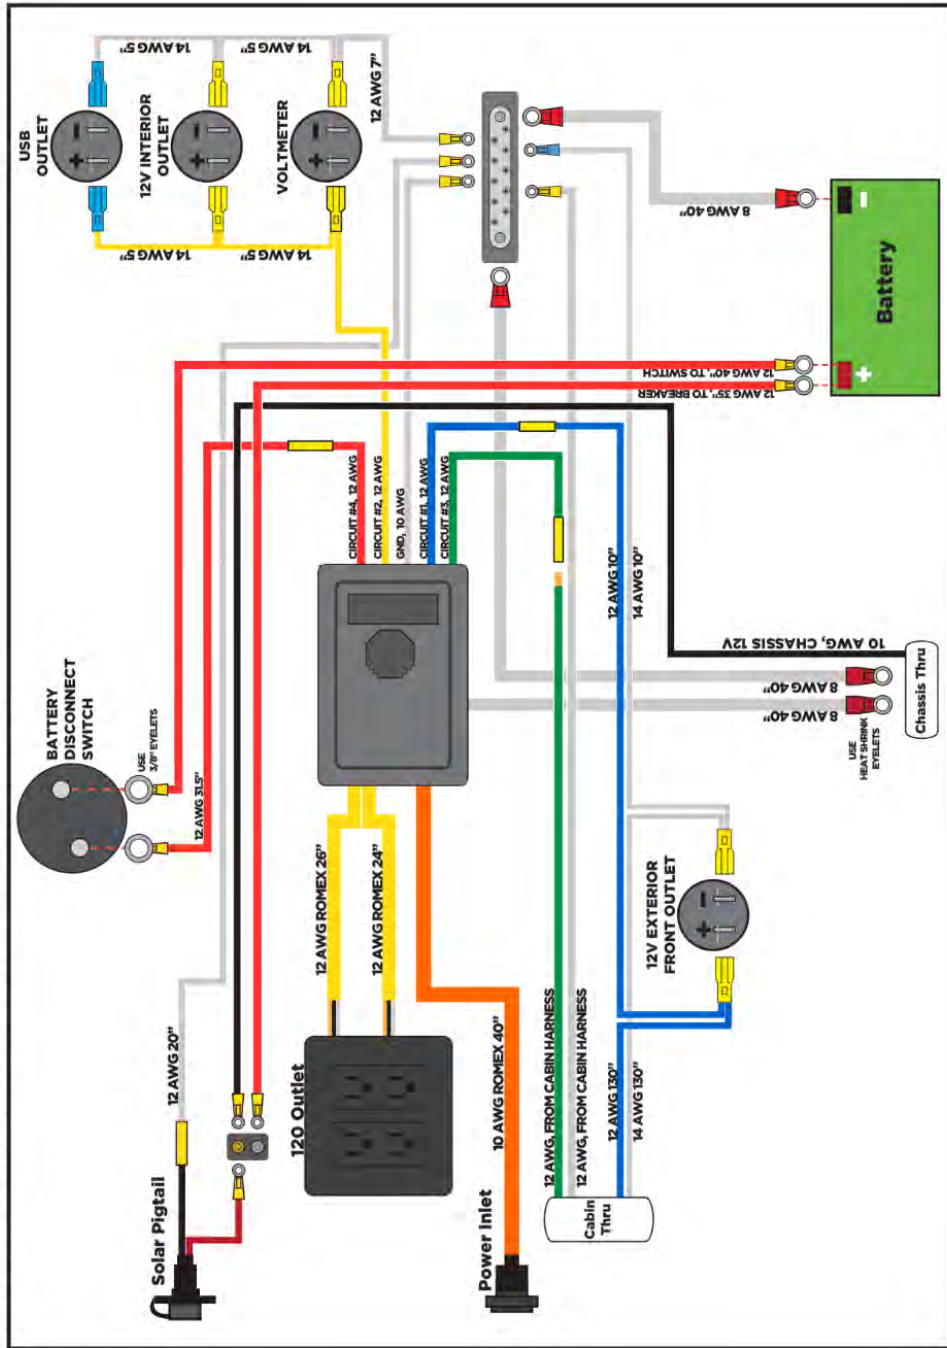 USB
OUTLET
12V INTERIOR
OUTLET
VOLTMETER
14 AWG 5"
14 AWG 5"
14 AWG 5"
12 AWG 7"
14 AWG 5"
14 AWG 5"
14 AWG 5"
8 AWG 40"
Battery
12 AWG 40", TO SWITCH
12 AWG 35", TO BREAKER
CIRCUIT #4, 12 AWG
CIRCUIT #2, 12 AWG
GND, 10 AWG
CIRCUIT #1, 12 AWG
CIRCUIT #3, 12 AWG
BATTERY
DISCONNECT
SWITCH
USE
3/8" EYELETS
12 AWG 31.5"
12 AWG 10"
14 AWG 10"
10 AWG, CHASSIS 12V
8 AWG 40"
8 AWG 40"
USE
HEAT SHRINK
EYELETS
Chassis Thru
12V EXTERIOR
FRONT OUTLET
12 AWG ROMEX 26"
12 AWG ROMEX 24"
120 Outlet
12 AWG 20"
Solar Pigtail
10 AWG ROMEX 40"
Power Inlet
12 AWG, FROM CABIN HARNESS
12 AWG, FROM CABIN HARNESS
12 AWG 130"
14 AWG 130"
Cabin
Thru